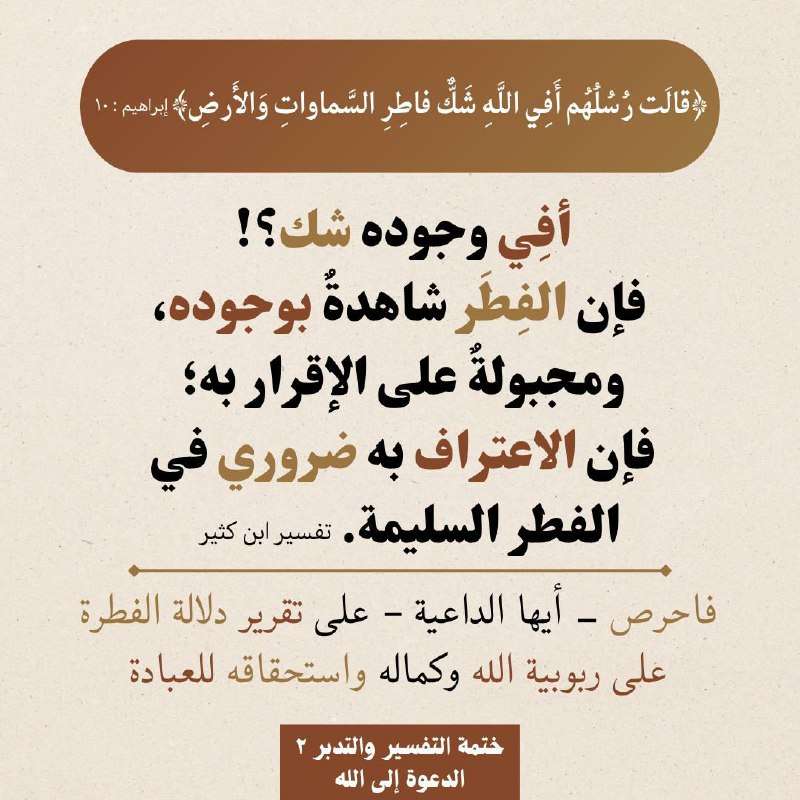 ﴿قالَت رُسُلُهُم أَفِي اللَّهِ شَكٌّ فاطِرِ السَّماواتِ وَالأَرضِ﴾ إبراهيم : ١٠
أفِي وجوده شك؟!
فإن الفِطَر شاهدةٌ بوجوده،
ومجبولةٌ على الإقرار به؛
فإن الاعتراف به ضروري في
الفطر السليمة. تفسير ابن كثير
فاحرص – أيها الداعية – على تقرير دلالة الفطرة
على ربوبية الله وكماله واستحقاقه للعبادة
ختمة التفسير والتدبر ٢
الدعوة إلى الله